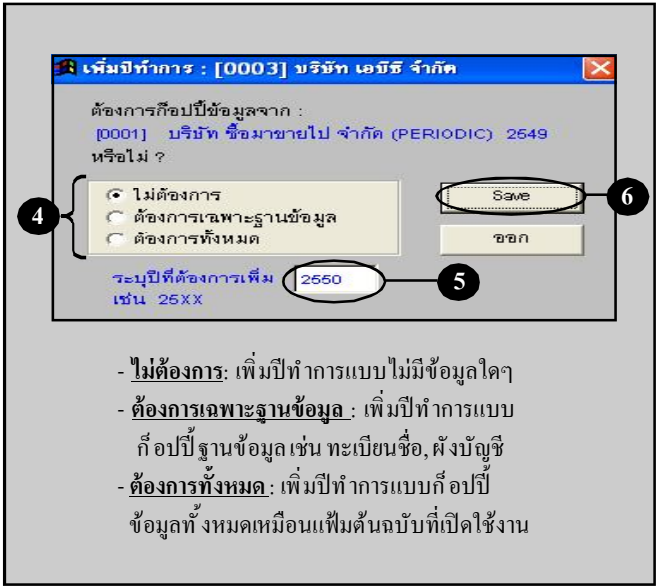 เพิ่มปีทำการ : [0003] บริษัท เอบีซี จำกัด
ต้องการก๊อปปี้ข้อมูลจาก :
[0001] บริษัท ซื้อมาขายไป จำกัด (PERIODIC) 2549
หรือไม่ ?
4
ไม่ต้องการ
ต้องการเฉพาะฐานข้อมูล
ต้องการทั้งหมด
Save
6
ออก
ระบุปีที่ต้องการเพิ่ม 2550
5
เช่น 25XX
- ไม่ต้องการ: เพิ่มปีทำการแบบไม่มีข้อมูลใดๆ
- ต้องการเฉพาะฐานข้อมูล : เพิ่มปีทำการแบบ
ก็อปปี้ฐานข้อมูล เช่น ทะเบียนชื่อ, ผังบัญชี
- ต้องการทั้งหมด : เพิ่มปีทำการแบบก็อปปี้
ข้อมูลทั้งหมดเหมือนแฟ้มต้นฉบับที่เปิดใช้งาน